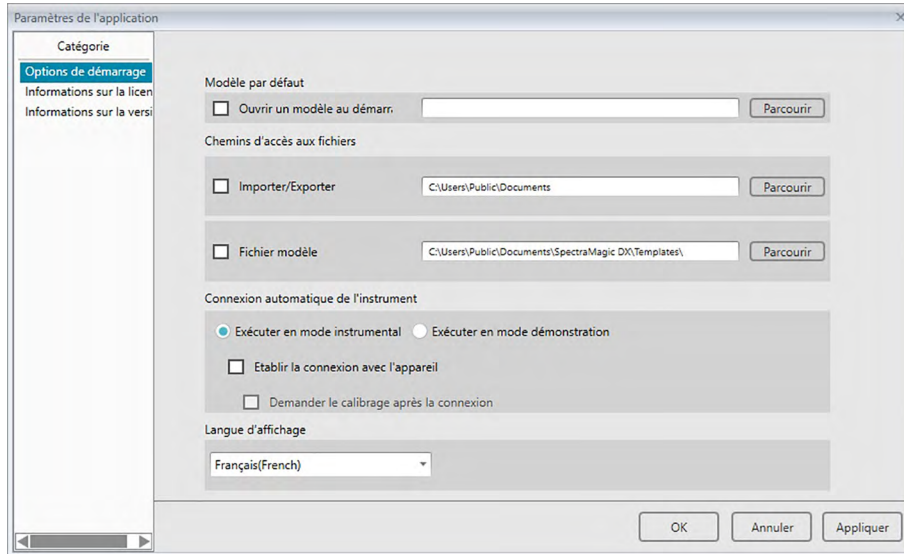 Paramètres de l'application
Catégorie
Options de démarrage
Informations sur la licen
Informations sur la versi
Modèle par défaut
Ouvrir un modèle au démarr. Parcourir
Chemins d'accès aux fichiers
Importer/Exporter C:\Users\Public\Documents Parcourir
Fichier modèle C:\Users\Public\Documents\SpectraMagic DX\Templates\ Parcourir
Connexion automatique de l'instrument
Exécuter en mode instrumental Exécuter en mode démonstration
Etablir la connexion avec l'appareil
Demander le calibrage après la connexion
Langue d'affichage
Français(French)
OK Annuler Appliquer